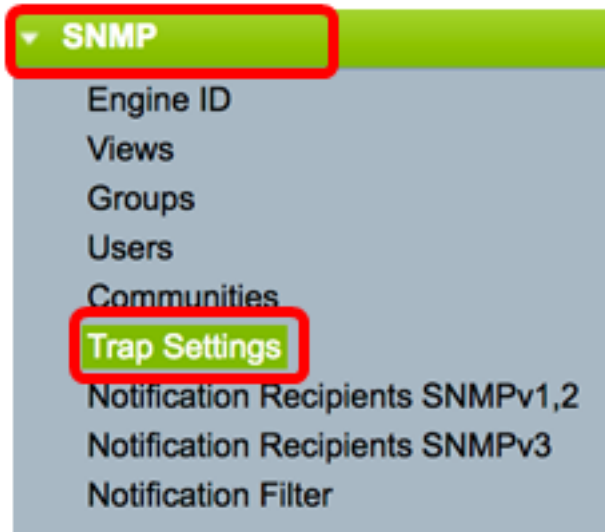 SNMP
Engine ID
Views
Groups
Users
Communities
Trap Settings
Notification Recipients SNMPv1,2
Notification Recipients SNMPv3
Notification Filter